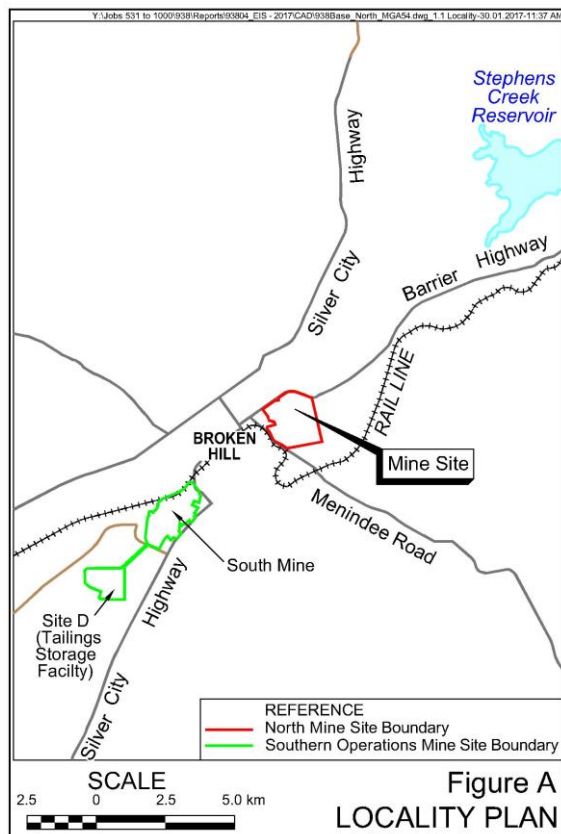 Y:\Jobs 531 to 1000\938\Reports\93804_EIS - 2017\CAD\938Base_North_MGA54.dwg_1.1 Locality-30.01.2017-11:37 AM
Stephens
Creek
Reservoir
Highway
Silver City
Barrier Highway
RAIL LINE
BROKEN
HILL
Mine Site
Menindee Road
South Mine
Highway
Silver City
Site D
(Tailings
Storage
Facilty)
REFERENCE
North Mine Site Boundary
Southern Operations Mine Site Boundary
SCALE
2.5 0 2.5 5.0 km
Figure A
LOCALITY PLAN